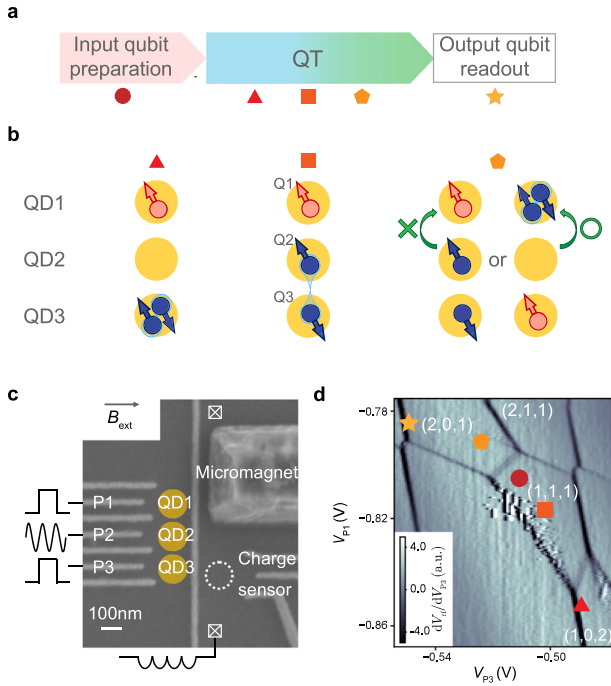 a
Input qubit
preparation
QT
Output qubit
readout
b
QD1
QD2
QD3
Q1
Q2
Q3
or
c
B_ext
Micromagnet
P1
P2
P3
QD1
QD2
QD3
Charge
sensor
100nm
d
V_P1 (V)
−0.78
−0.82
−0.86
(2,0,1)
(2,1,1)
(1,1,1)
(1,0,2)
dV_rf/dV_P3 (a.u.)
4.0
0.0
−4.0
−0.54
−0.50
V_P3 (V)